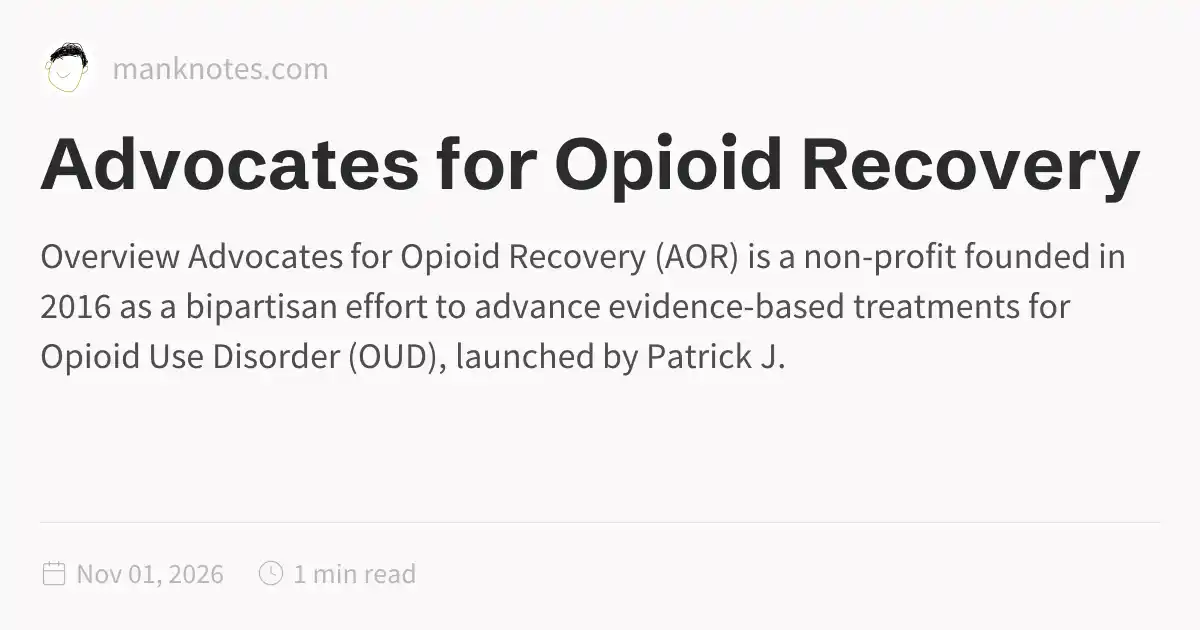 manknotes.com
Advocates for Opioid Recovery
Overview Advocates for Opioid Recovery (AOR) is a non-profit founded in
2016 as a bipartisan effort to advance evidence-based treatments for
Opioid Use Disorder (OUD), launched by Patrick J.
Nov 01, 2026 1 min read